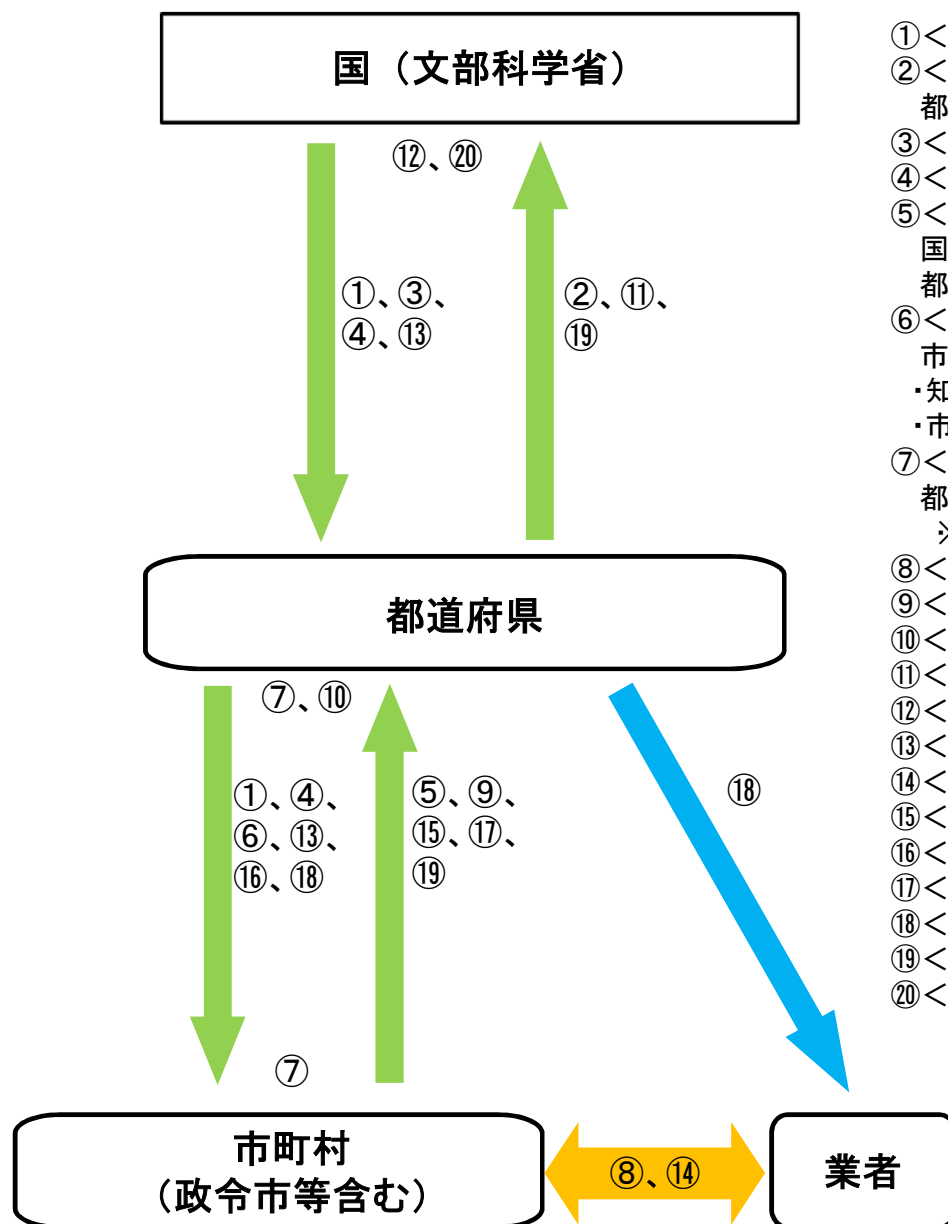 国（文部科学省）
⑫、⑳
①、③、
④、⑬
②、⑪、
⑲
都道府県
⑦、⑩
①、④、
⑥、⑬、
⑯、⑱
⑤、⑨、
⑮、⑰、
⑲
⑱
⑦
市町村
（政令市等含む）
⑧、⑭
業者
①＜
②＜
都
③＜
④＜
⑤＜
国
都
⑥＜
市
・知
・市
⑦＜
都
⑧＜
⑨＜
⑩＜
⑪＜
⑫＜
⑬＜
⑭＜
⑮＜
⑯＜
⑰＜
⑱＜
⑲＜
⑳＜